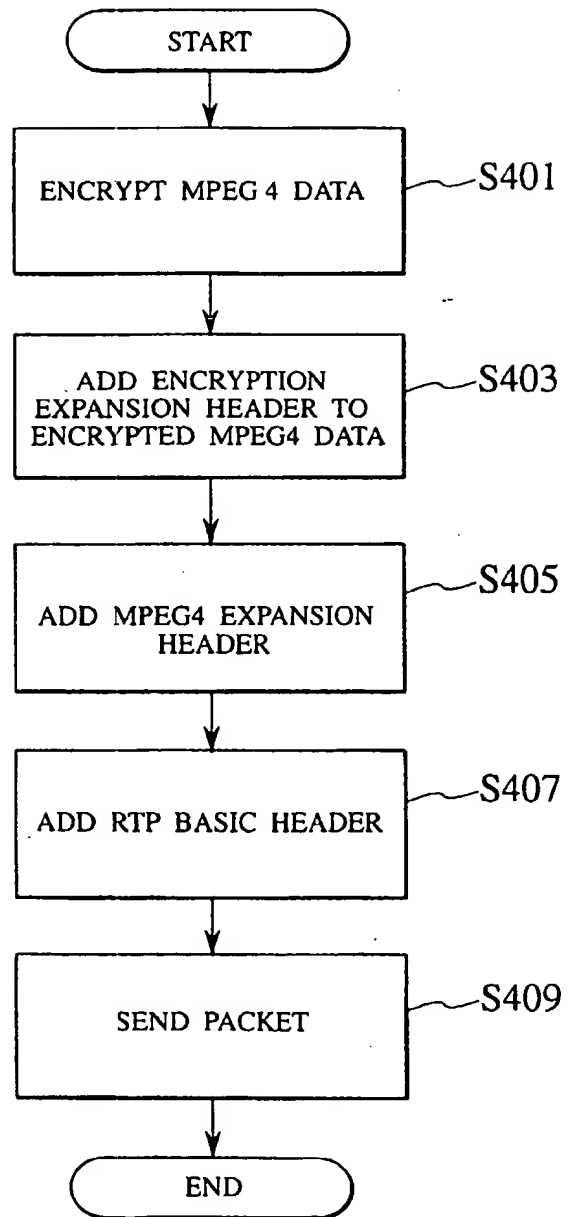 START
ENCRYPT MPEG 4 DATA
S401
ADD ENCRYPTION
EXPANSION HEADER TO
ENCRYPTED MPEG4 DATA
S403
ADD MPEG4 EXPANSION
HEADER
S405
ADD RTP BASIC HEADER
S407
SEND PACKET
S409
END